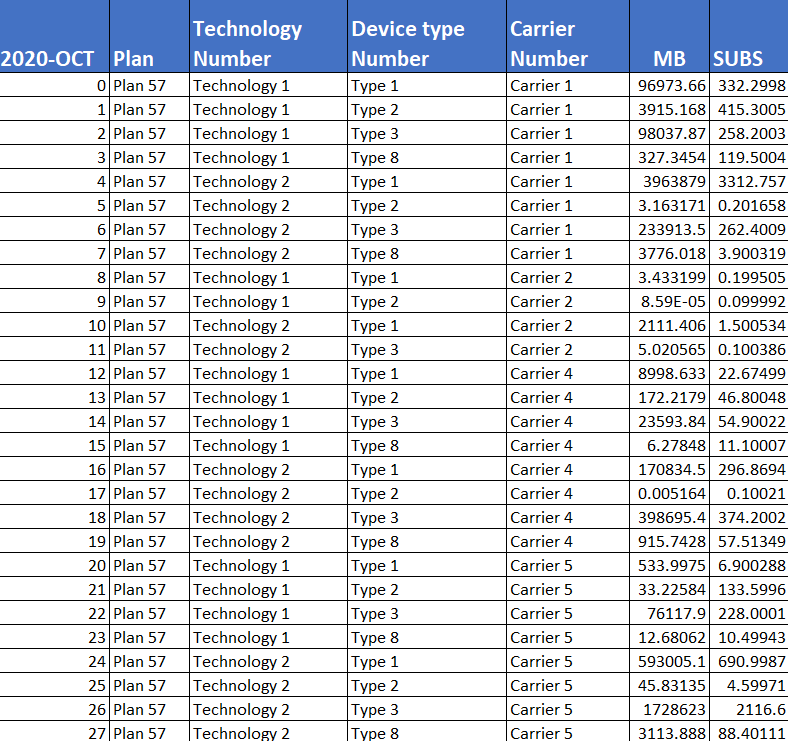 2020-OCT Plan Technology Number Device type Number Carrier Number MB SUBS
0 Plan 57 Technology 1 Type 1 Carrier 1 96973.66 332.2998
1 Plan 57 Technology 1 Type 2 Carrier 1 3915.168 415.3005
2 Plan 57 Technology 1 Type 3 Carrier 1 98037.87 258.2003
3 Plan 57 Technology 1 Type 8 Carrier 1 327.3454 119.5004
4 Plan 57 Technology 2 Type 1 Carrier 1 3963879 3312.757
5 Plan 57 Technology 2 Type 2 Carrier 1 3.163171 0.201658
6 Plan 57 Technology 2 Type 3 Carrier 1 233913.5 262.4009
7 Plan 57 Technology 2 Type 8 Carrier 1 3776.018 3.900319
8 Plan 57 Technology 1 Type 1 Carrier 2 3.433199 0.199505
9 Plan 57 Technology 1 Type 2 Carrier 2 8.59E-05 0.099992
10 Plan 57 Technology 2 Type 1 Carrier 2 2111.406 1.500534
11 Plan 57 Technology 2 Type 3 Carrier 2 5.020565 0.100386
12 Plan 57 Technology 1 Type 1 Carrier 4 8998.633 22.67499
13 Plan 57 Technology 1 Type 2 Carrier 4 172.2179 46.80048
14 Plan 57 Technology 1 Type 3 Carrier 4 23593.84 54.90022
15 Plan 57 Technology 1 Type 8 Carrier 4 6.27848 11.10007
16 Plan 57 Technology 2 Type 1 Carrier 4 170834.5 296.8694
17 Plan 57 Technology 2 Type 2 Carrier 4 0.005164 0.10021
18 Plan 57 Technology 2 Type 3 Carrier 4 398695.4 374.2002
19 Plan 57 Technology 2 Type 8 Carrier 4 915.7428 57.51349
20 Plan 57 Technology 1 Type 1 Carrier 5 533.9975 6.900288
21 Plan 57 Technology 1 Type 2 Carrier 5 33.22584 133.5996
22 Plan 57 Technology 1 Type 3 Carrier 5 76117.9 228.0001
23 Plan 57 Technology 1 Type 8 Carrier 5 12.68062 10.49943
24 Plan 57 Technology 2 Type 1 Carrier 5 593005.1 690.9987
25 Plan 57 Technology 2 Type 2 Carrier 5 45.83135 4.59971
26 Plan 57 Technology 2 Type 3 Carrier 5 1728623 2116.6
27 Plan 57 Technology 2 Type 8 Carrier 5 3113.888 88.40111